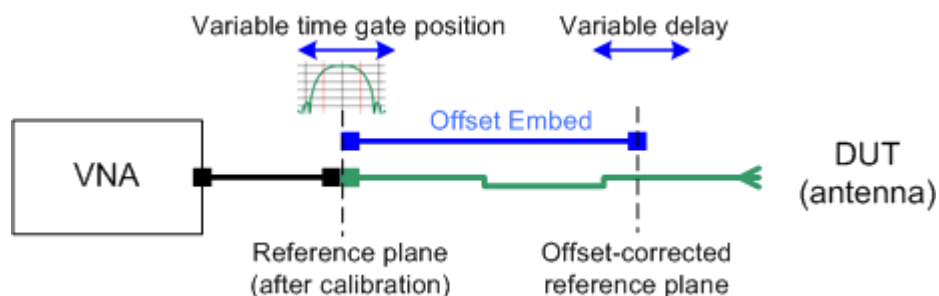 Variable time gate position
Variable delay
Offset Embed
VNA
DUT
(antenna)
Reference plane
(after calibration)
Offset-corrected
reference plane